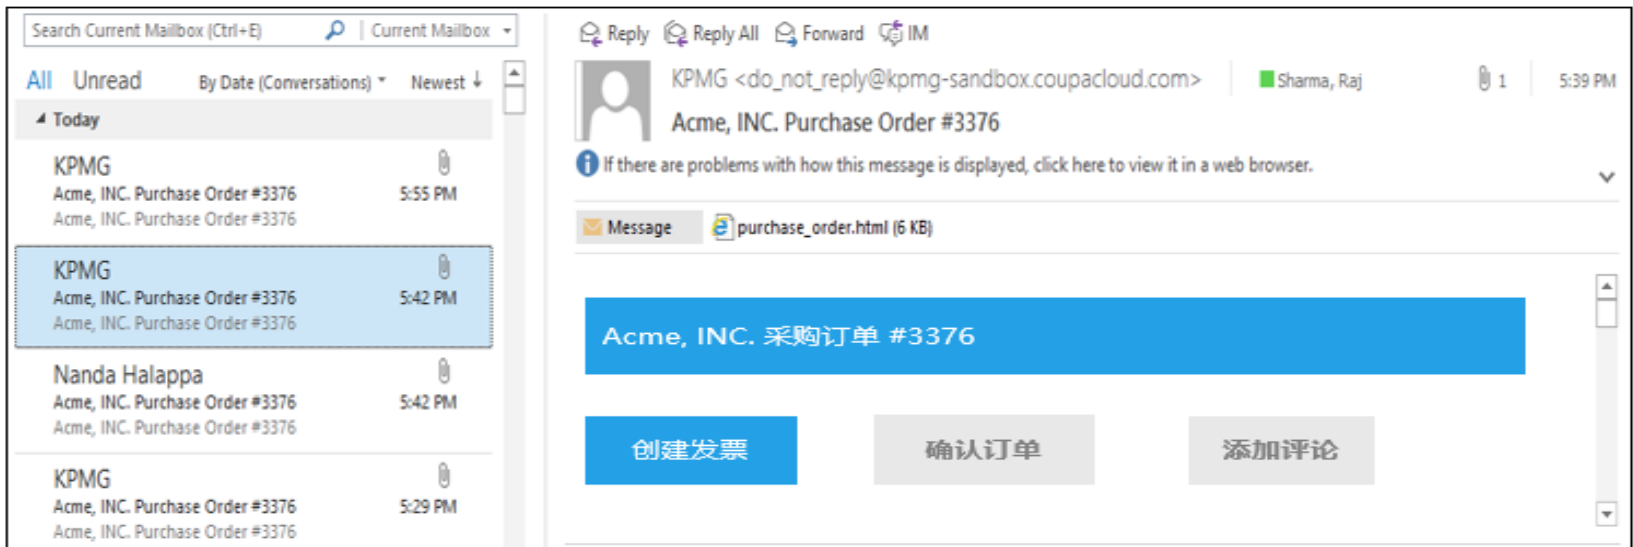 Search Current Mailbox (Ctrl+E) Current Mailbox
All Unread By Date (Conversations) Newest ↓
Today
KPMG
Acme, INC. Purchase Order #3376 5:55 PM
Acme, INC. Purchase Order #3376
KPMG
Acme, INC. Purchase Order #3376 5:42 PM
Acme, INC. Purchase Order #3376
Nanda Halappa
Acme, INC. Purchase Order #3376 5:42 PM
Acme, INC. Purchase Order #3376
KPMG
Acme, INC. Purchase Order #3376 5:29 PM
Acme, INC. Purchase Order #3376
Reply Reply All Forward IM
KPMG <do_not_reply@kpmg-sandbox.coupacloud.com> Sharma, Raj 1 5:39 PM
Acme, INC. Purchase Order #3376
If there are problems with how this message is displayed, click here to view it in a web browser.
Message purchase_order.html (6 KB)
Acme, INC. 采购订单 #3376
创建发票 确认订单 添加评论